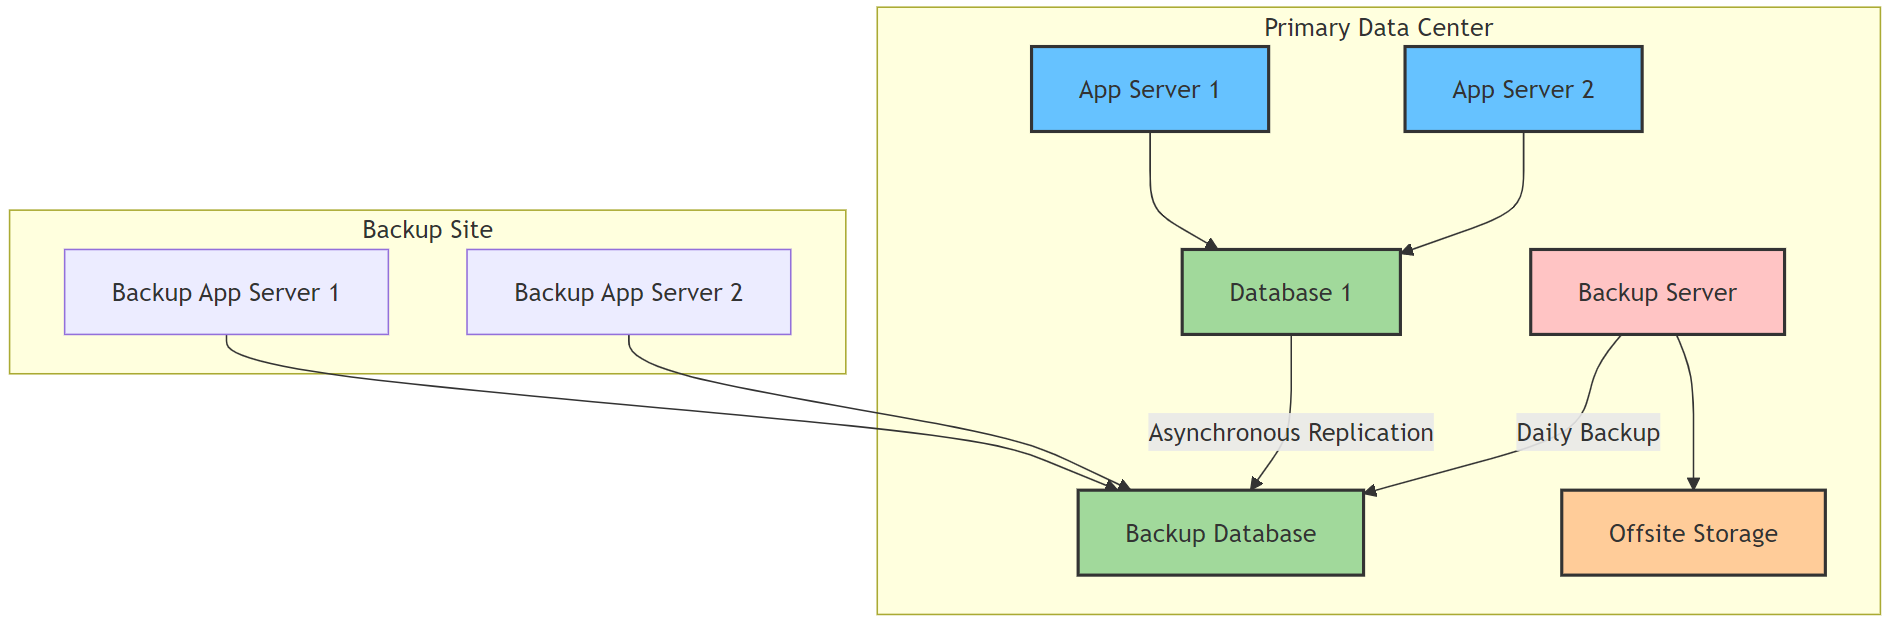 Primary Data Center
App Server 1
App Server 2
Backup Site
Backup App Server 1
Backup App Server 2
Database 1
Backup Server
Asynchronous Replication
Daily Backup
Backup Database
Offsite Storage